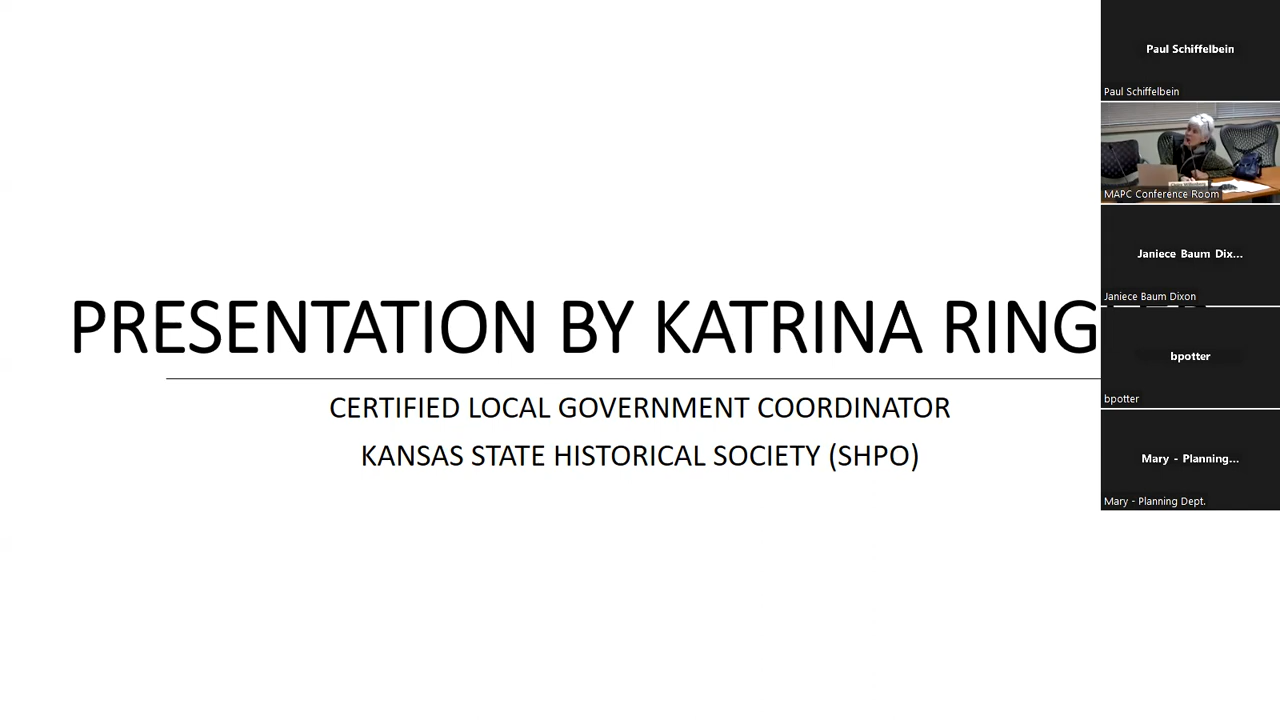 PRESENTATION BY KATRINA RING
CERTIFIED LOCAL GOVERNMENT COORDINATOR
KANSAS STATE HISTORICAL SOCIETY (SHPO)
Paul Schiffelbein
Paul Schiffelbein
MAPC Conference Room
Janiece Baum Dix...
Janiece Baum Dixon
bpotter
bpotter
Mary - Planning...
Mary - Planning Dept.